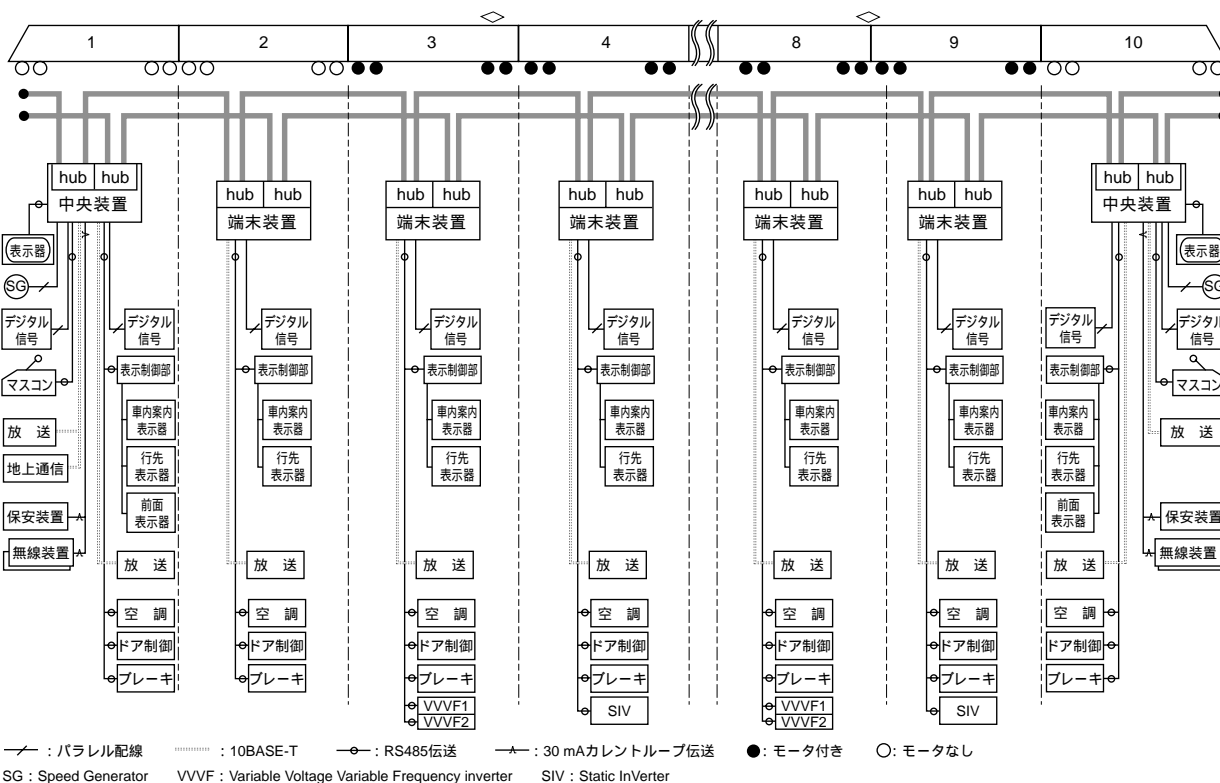 1 2 3 4 8 9 10
hub hub
中央装置
hub hub
端末装置
hub hub
端末装置
hub hub
端末装置
hub hub
端末装置
hub hub
端末装置
hub hub
中央装置
表示器
SG
デジタル
信号
マスコン
放 送
地上通信
保安装置
無線装置
デジタル
信号
表示制御部
車内案内
表示器
行先
表示器
前面
表示器
放 送
空 調
ドア制御
ブレーキ
デジタル
信号
表示制御部
車内案内
表示器
行先
表示器
放 送
空 調
ドア制御
ブレーキ
デジタル
信号
表示制御部
車内案内
表示器
行先
表示器
放 送
空 調
ドア制御
ブレーキ
VVVF1
VVVF2
デジタル
信号
表示制御部
車内案内
表示器
行先
表示器
放 送
空 調
ドア制御
ブレーキ
SIV
デジタル
信号
表示制御部
車内案内
表示器
行先
表示器
放 送
空 調
ドア制御
ブレーキ
VVVF1
VVVF2
デジタル
信号
表示制御部
車内案内
表示器
行先
表示器
放 送
空 調
ドア制御
ブレーキ
SIV
デジタル
信号
表示制御部
車内案内
表示器
行先
表示器
前面
表示器
放 送
空 調
ドア制御
ブレーキ
表示器
SG
デジタル
信号
マスコン
放 送
保安装置
無線装置
：パラレル配線 ：10BASE-T ：RS485伝送 ：30 mAカレントループ伝送 ●：モータ付き ○：モータなし
SG：Speed Generator VVVF：Variable Voltage Variable Frequency inverter SIV：Static InVerter